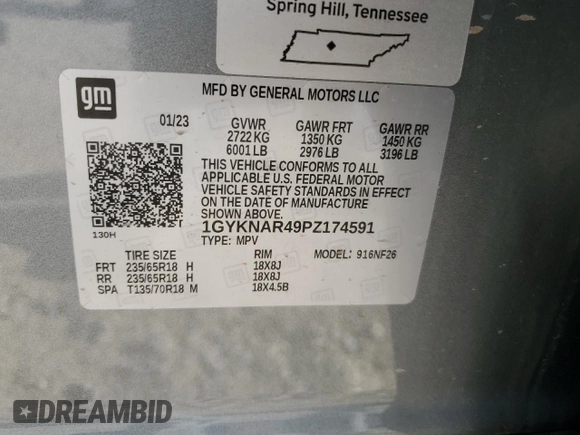 Spring Hill, Tennessee
gm
MFD BY GENERAL MOTORS LLC
01/23 GVWR GAWR FRT GAWR RR
2722 KG 1350 KG 1450 KG
6001 LB 2976 LB 3196 LB
THIS VEHICLE CONFORMS TO ALL
APPLICABLE U.S. FEDERAL MOTOR
VEHICLE SAFETY STANDARDS IN EFFECT
ON THE DATE OF MANUFACTURE
SHOWN ABOVE.
130H 1GYKNAR49PZ174591
TYPE: MPV MODEL: 916NF26
TIRE SIZE RIM
FRT 235/65R18 H 18X8J
RR 235/65R18 H 18X8J
SPA T135/70R18 M 18X4.5B
DREAMBID